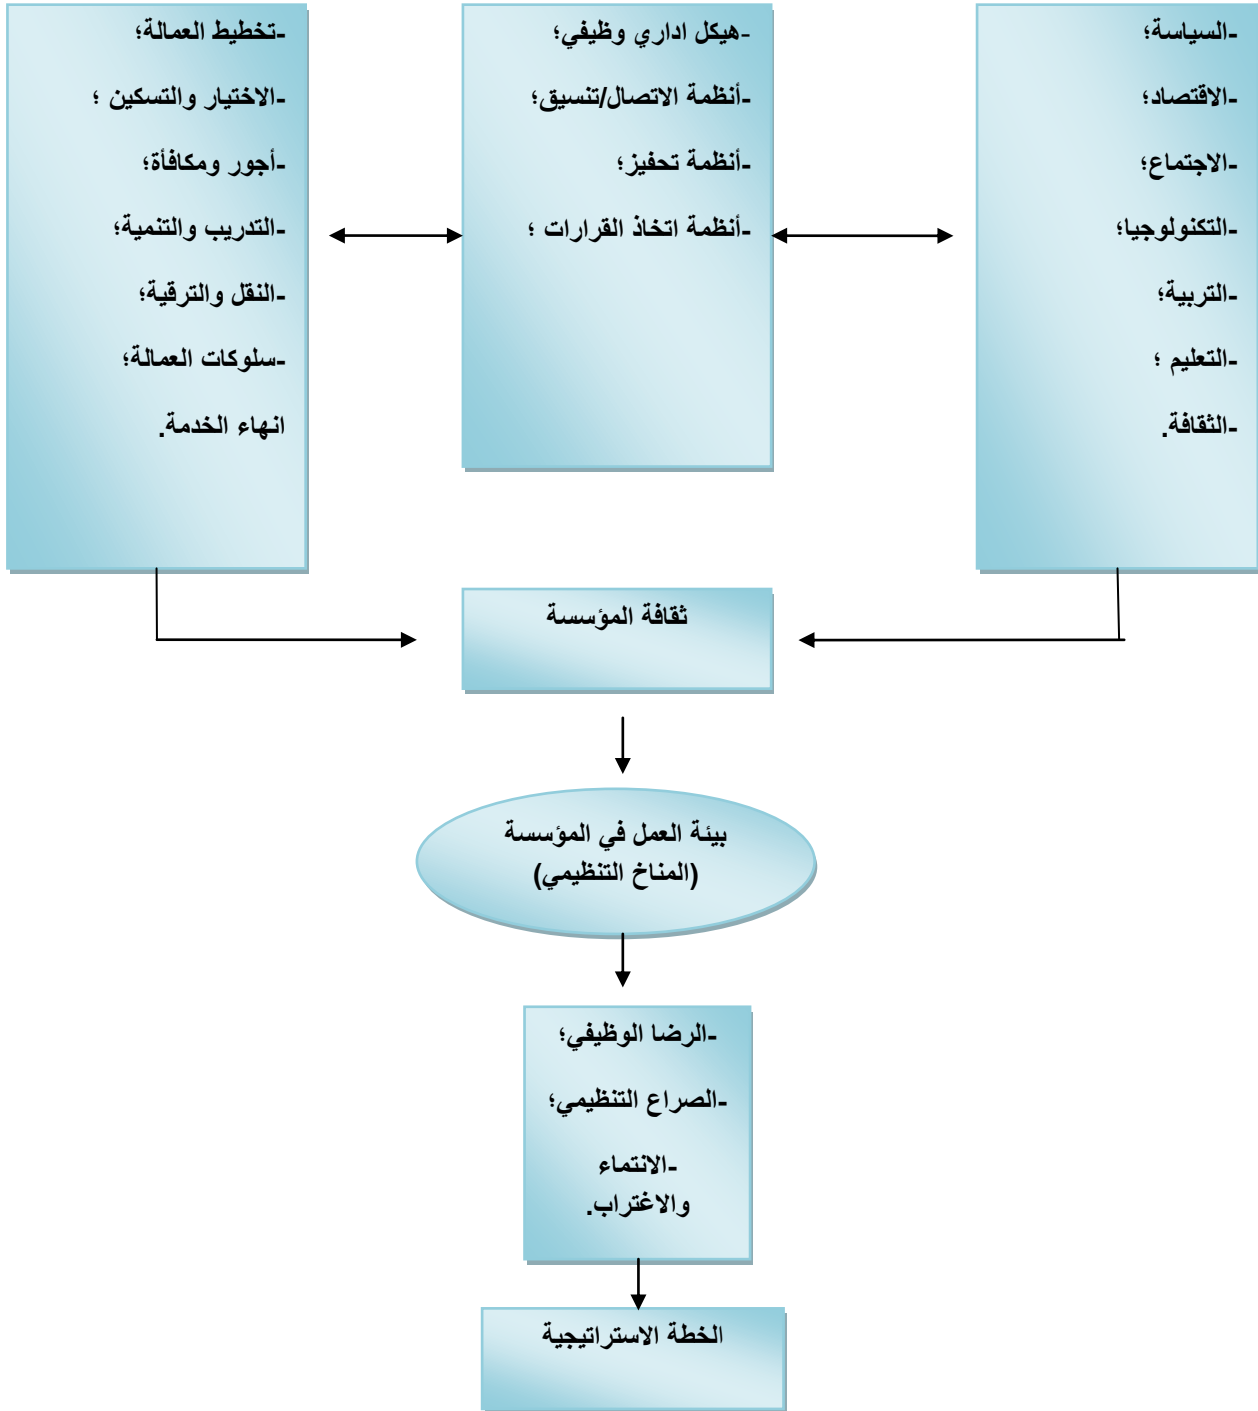 -السياسة؛
-الاقتصاد؛
-الاجتماع؛
-التكنولوجيا؛
-التربية؛
-التعليم ؛
-الثقافة.
-هيكل اداري وظيفي؛
-أنظمة الاتصال/تنسيق؛
-أنظمة تحفيز؛
-أنظمة اتخاذ القرارات ؛
-تخطيط العمالة؛
-الاختيار والتسكين ؛
-أجور ومكافأة؛
-التدريب والتنمية؛
-النقل والترقية؛
-سلوكات العمالة؛
انهاء الخدمة.
ثقافة المؤسسة
بيئة العمل في المؤسسة
(المناخ التنظيمي)
-الرضا الوظيفي؛
-الصراع التنظيمي؛
-الانتماء
والاغتراب.
الخطة الاستراتيجية